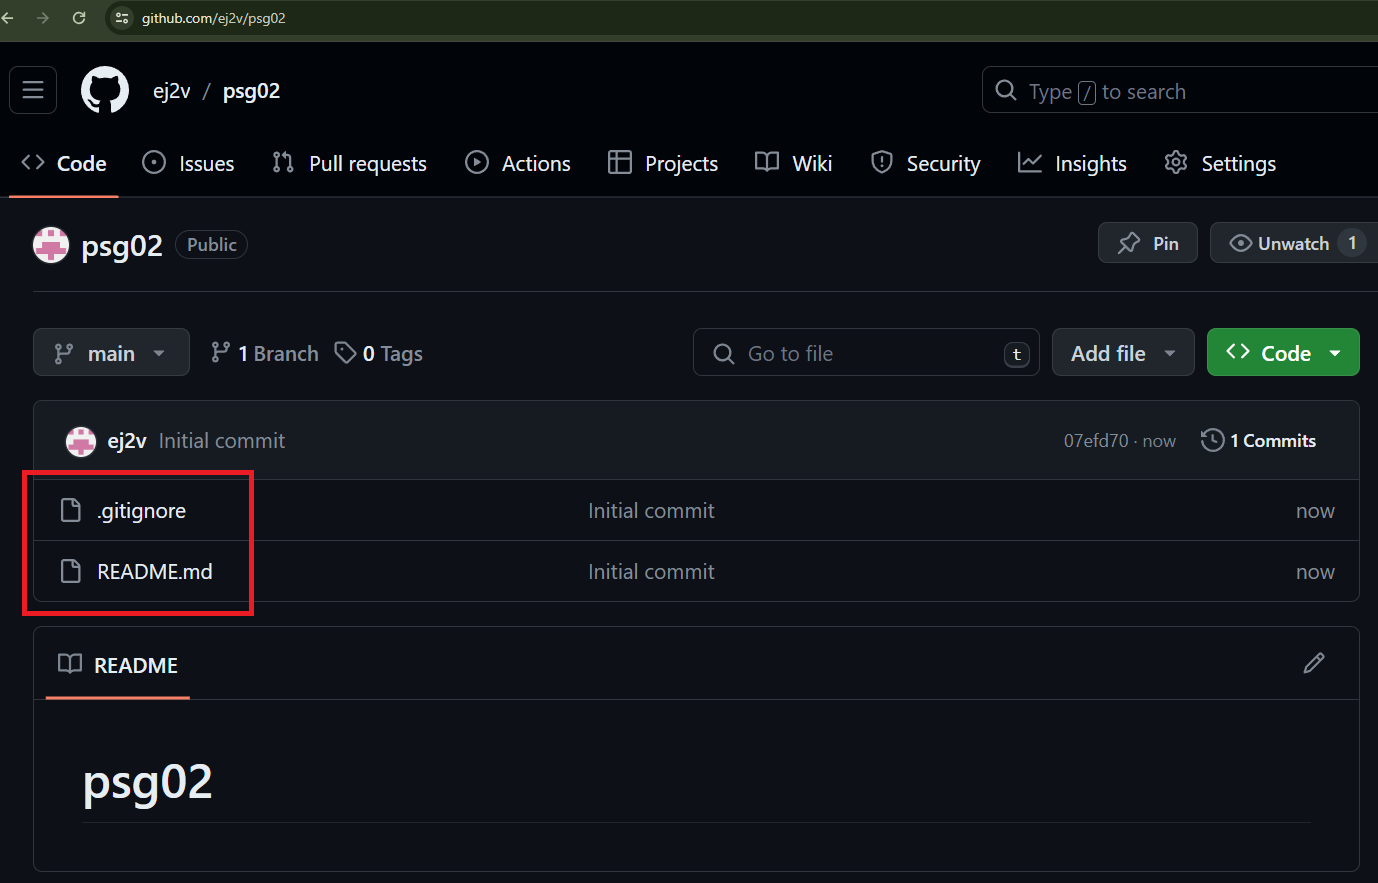 github.com/ej2v/psg02
ej2v / psg02
Type / to search
Code Issues Pull requests Actions Projects Wiki Security Insights Settings
psg02 Public Pin Unwatch 1
main 1 Branch 0 Tags Go to file t Add file Code
ej2v Initial commit 07efd70 · now 1 Commits
.gitignore Initial commit now
README.md Initial commit now
README
psg02